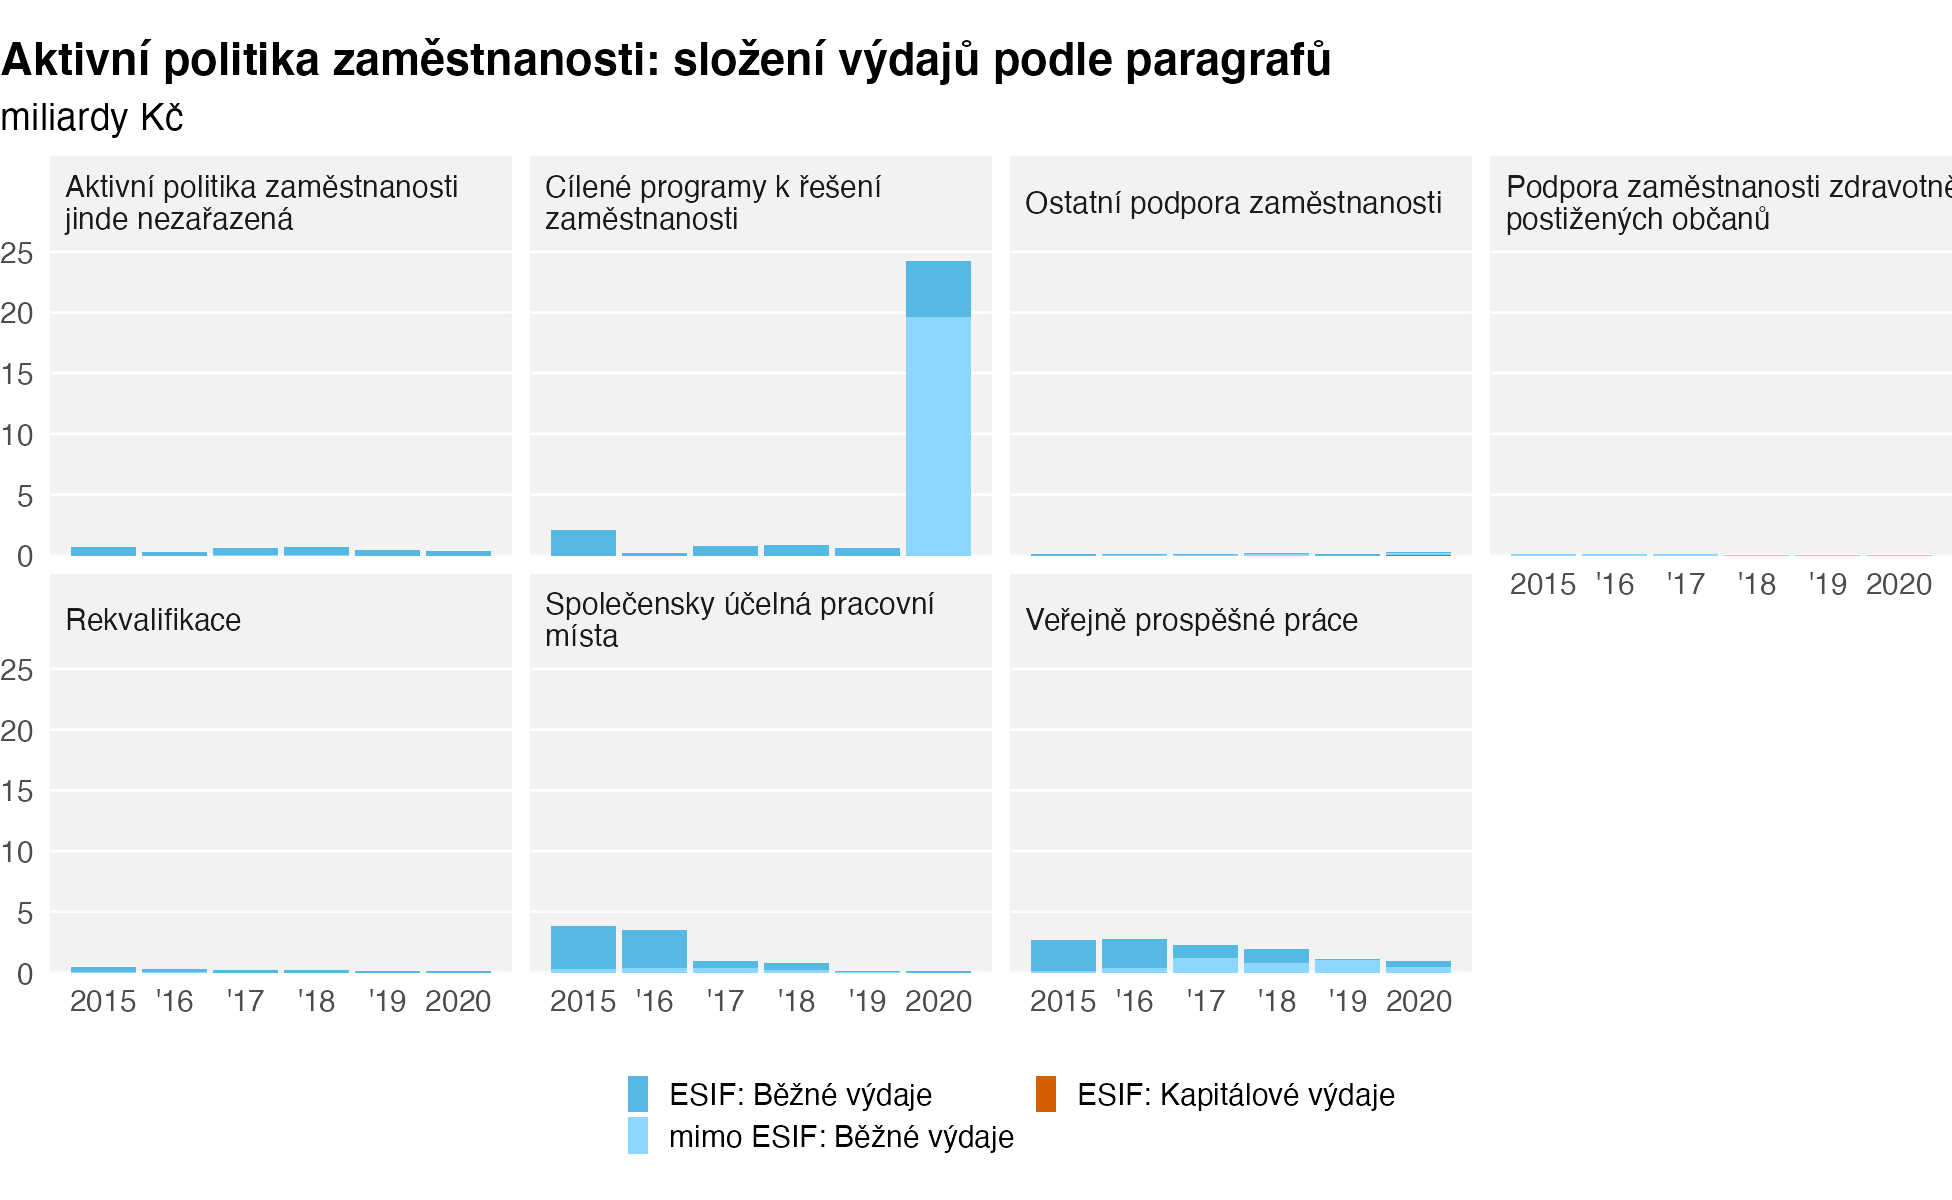 Aktivní politika zaměstnanosti: složení výdajů podle paragrafů
miliardy Kč
Aktivní politika zaměstnanosti
jinde nezařazená
Cílené programy k řešení
zaměstnanosti
Ostatní podpora zaměstnanosti
Podpora zaměstnanosti zdravotně
postižených občanů
25
20
15
10
5
0
2015 '16 '17 '18 '19 2020
Rekvalifikace
Společensky účelná pracovní
místa
Veřejně prospěšné práce
25
20
15
10
5
0
2015 '16 '17 '18 '19 2020
2015 '16 '17 '18 '19 2020
2015 '16 '17 '18 '19 2020
ESIF: Běžné výdaje
mimo ESIF: Běžné výdaje
ESIF: Kapitálové výdaje